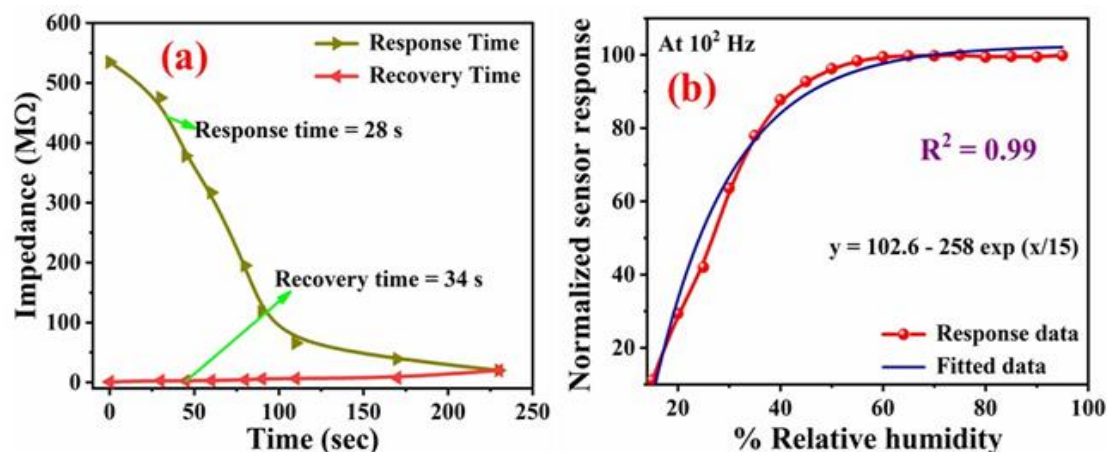 (a)
Response Time
Recovery Time
Response time = 28 s
Recovery time = 34 s
Impedance (MΩ)
600
500
400
300
200
100
0
0 50 100 150 200 250
Time (sec)
At 10² Hz
(b)
R² = 0.99
y = 102.6 - 258 exp (x/15)
Response data
Fitted data
Normalized sensor response
100
80
60
40
20
20 40 60 80 100
% Relative humidity